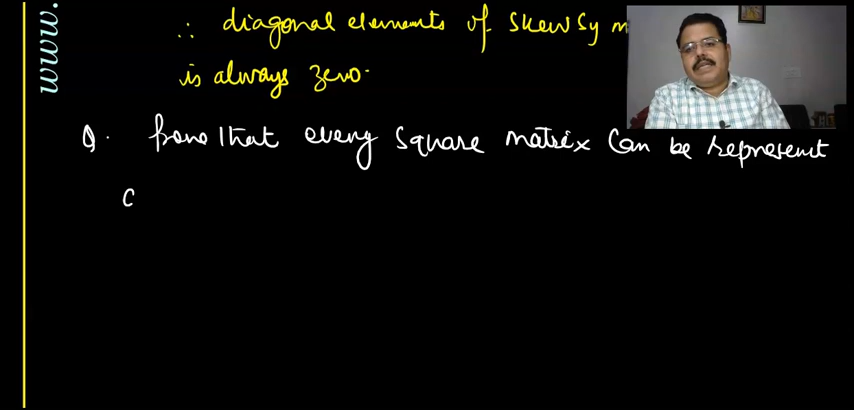 www.
∴ diagonal elements of Skew Sy m
is always zero.
Q. Prove that every square matrix can be represent
C